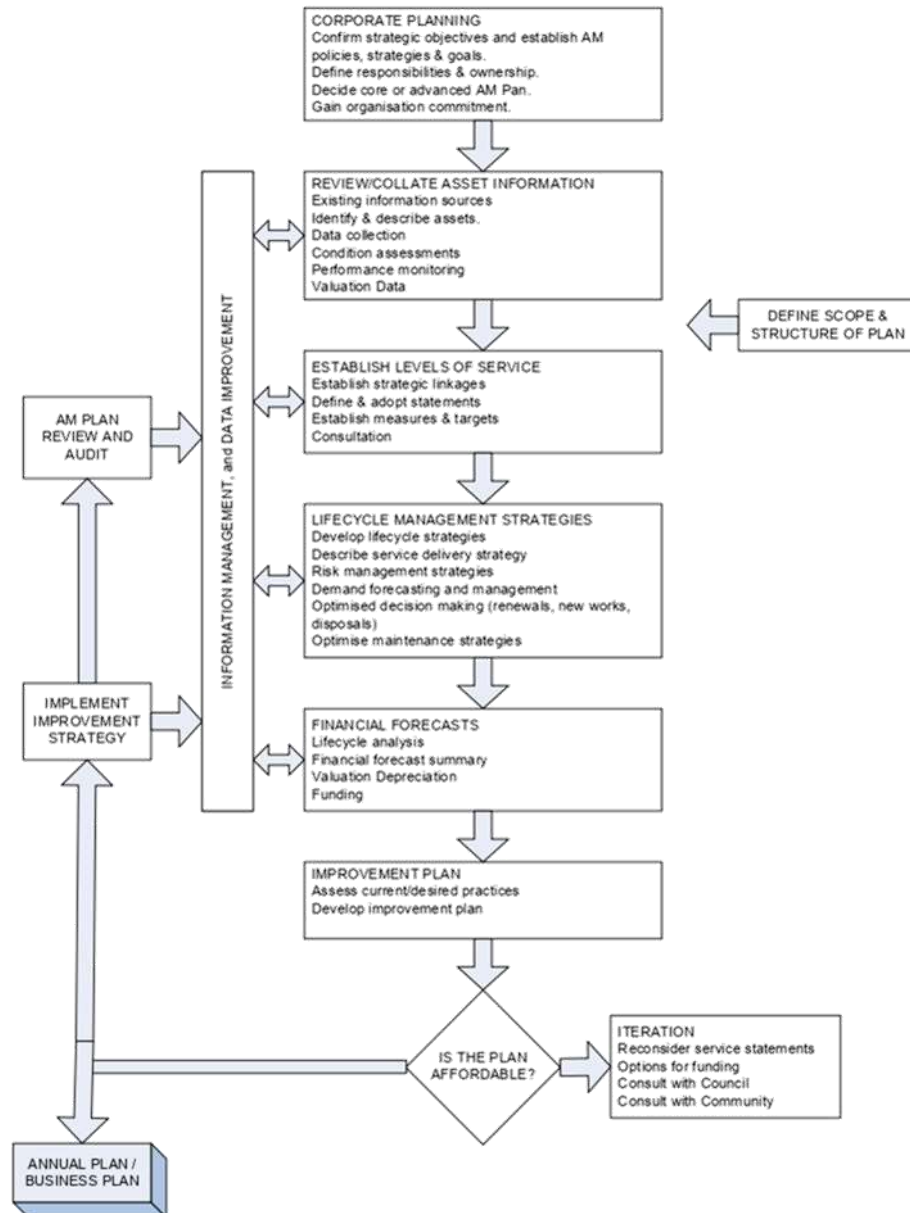 CORPORATE PLANNING
Confirm strategic objectives and establish AM
policies, strategies & goals.
Define responsibilities & ownership.
Decide core or advanced AM Pan.
Gain organisation commitment.
REVIEW/COLLATE ASSET INFORMATION
Existing information sources
Identify & describe assets.
Data collection
Condition assessments
Performance monitoring
Valuation Data
DEFINE SCOPE &
STRUCTURE OF PLAN
INFORMATION MANAGEMENT, and DATA IMPROVEMENT
ESTABLISH LEVELS OF SERVICE
Establish strategic linkages
Define & adopt statements
Establish measures & targets
Consultation
AM PLAN
REVIEW AND
AUDIT
LIFECYCLE MANAGEMENT STRATEGIES
Develop lifecycle strategies
Describe service delivery strategy
Risk management strategies
Demand forecasting and management
Optimised decision making (renewals, new works,
disposals)
Optimise maintenance strategies
IMPLEMENT
IMPROVEMENT
STRATEGY
FINANCIAL FORECASTS
Lifecycle analysis
Financial forecast summary
Valuation Depreciation
Funding
IMPROVEMENT PLAN
Assess current/desired practices
Develop improvement plan
IS THE PLAN
AFFORDABLE?
ITERATION
Reconsider service statements
Options for funding
Consult with Council
Consult with Community
ANNUAL PLAN /
BUSINESS PLAN